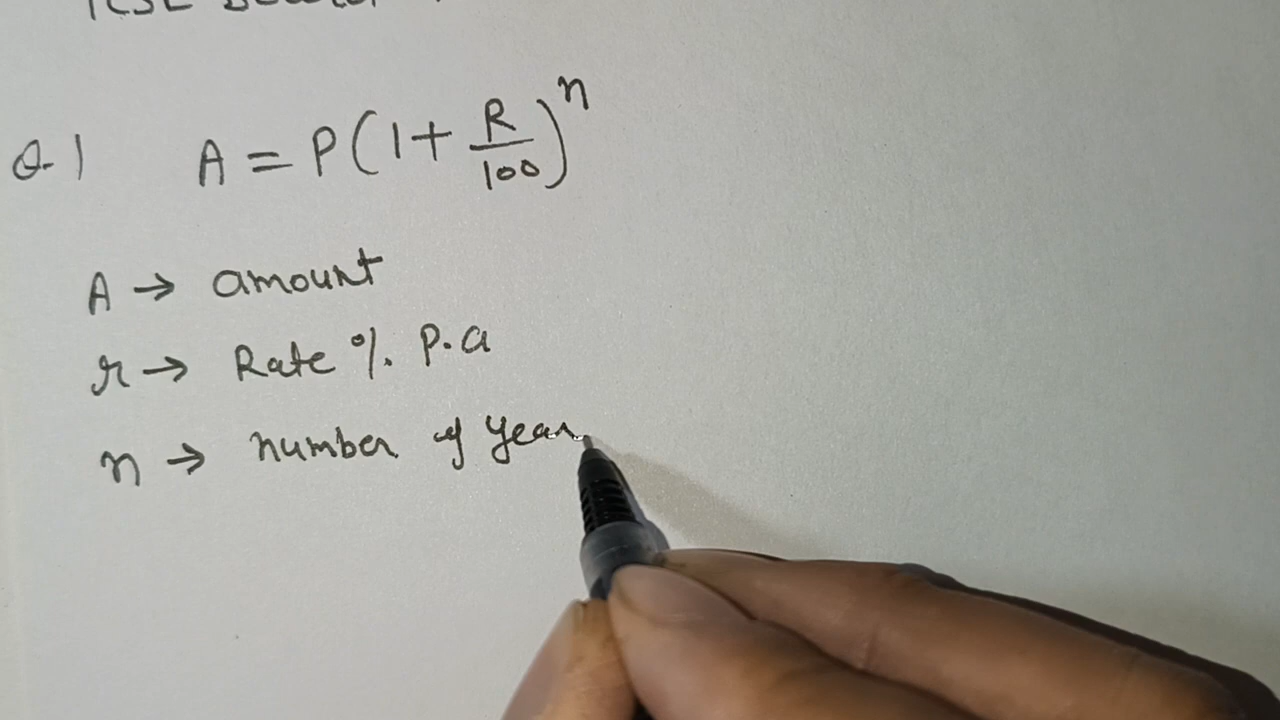 Q.1 A = P(1 + R/100)^n
A → amount
r → Rate % P.a
n → number of year